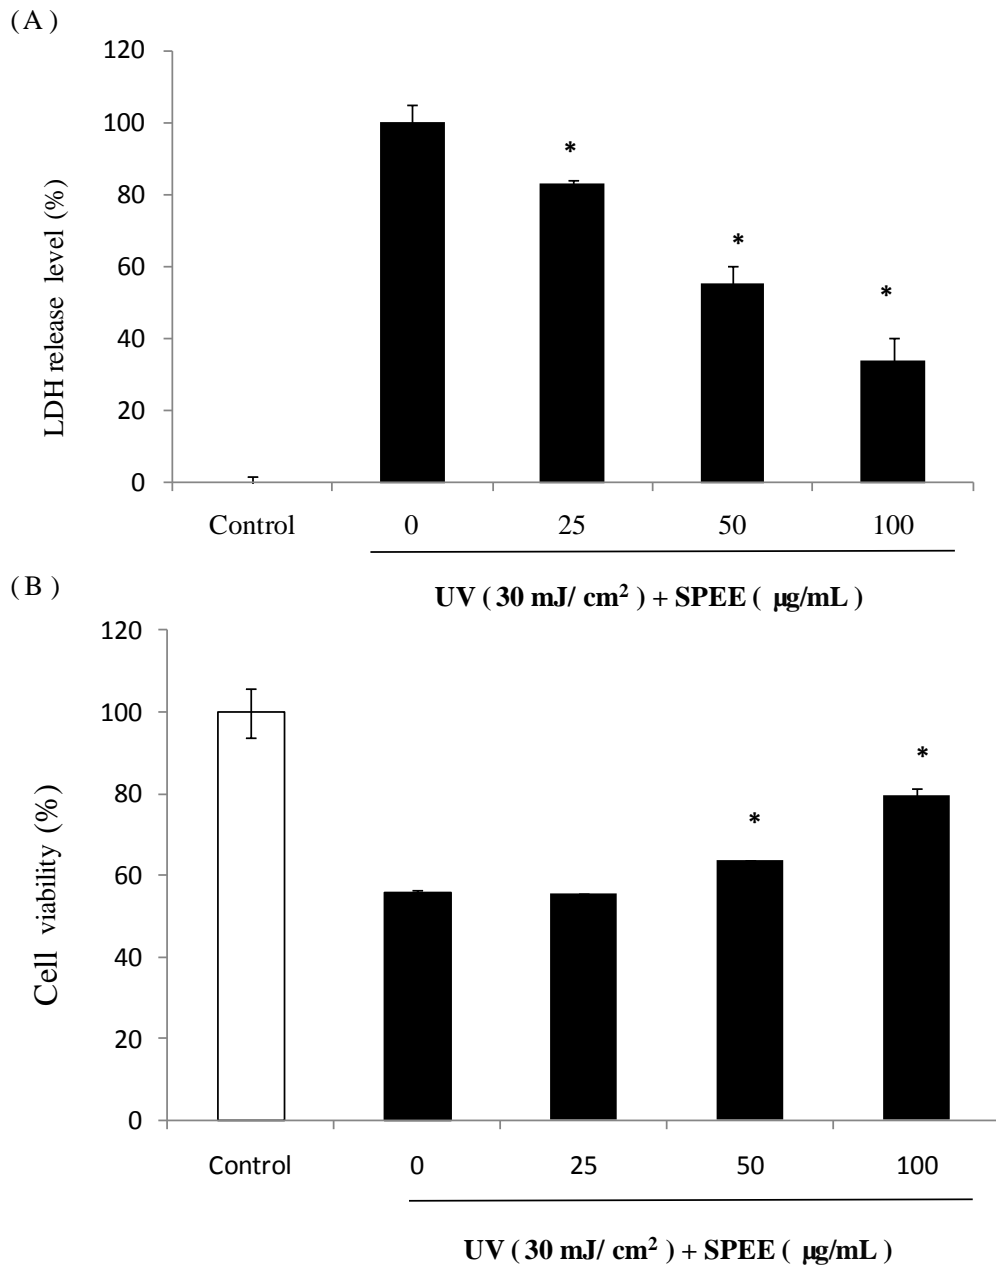 (A)
120
100
80
60
40
20
0
LDH release level (%)
*
*
*
Control 0 25 50 100
UV ( 30 mJ/ cm² ) + SPEE ( µg/mL )
(B)
120
100
80
60
40
20
0
Cell viability (%)
*
*
Control 0 25 50 100
UV ( 30 mJ/ cm² ) + SPEE ( µg/mL )